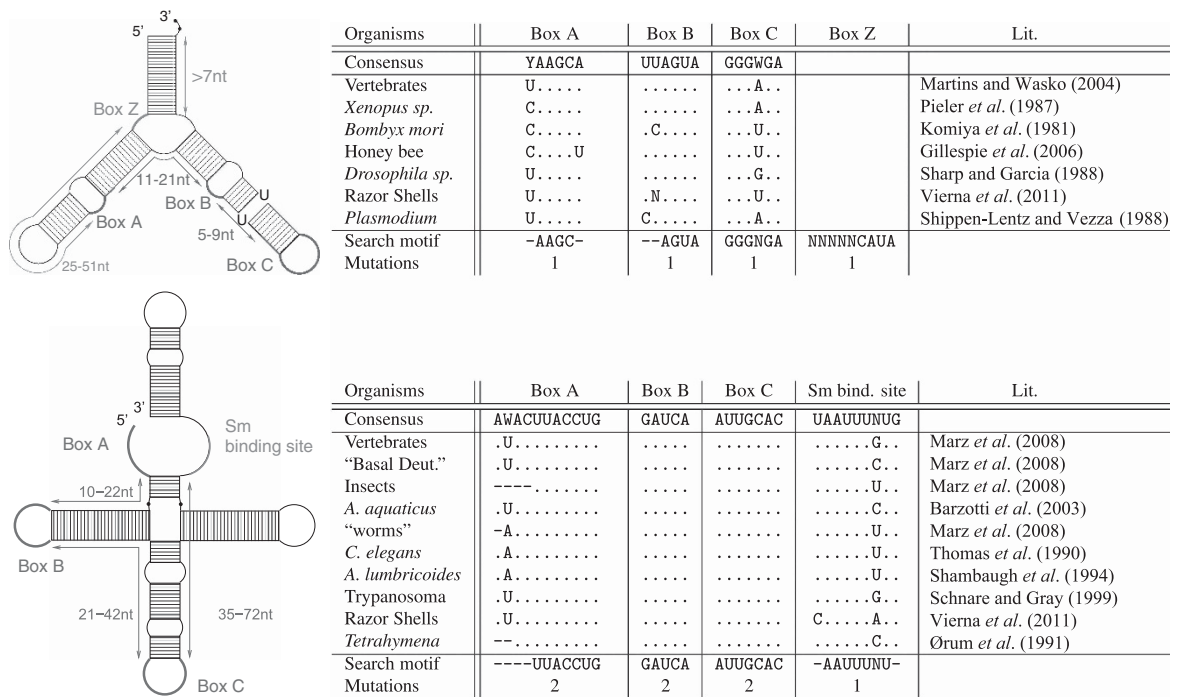 3'
5'
>7nt
Box Z
11-21nt
Box A
Box B
U
U
5-9nt
25-51nt
Box C
Organisms Box A Box B Box C Box Z Lit.
Consensus YAAGCA UUAGUA GGGWGA
Vertebrates U..... ...... ...A.. Martins and Wasko (2004)
Xenopus sp. C..... ...... ...A.. Pieler et al. (1987)
Bombyx mori C..... .C.... ...U.. Komiya et al. (1981)
Honey bee C....U ...... ...U.. Gillespie et al. (2006)
Drosophila sp. U..... ...... ...G.. Sharp and Garcia (1988)
Razor Shells U..... .N.... ...U.. Vierna et al. (2011)
Plasmodium U..... C..... ...A.. Shippen-Lentz and Vezza (1988)
Search motif -AAGC- --AGUA GGGNGA NNNNNCAUA
Mutations 1 1 1 1
3'
5'
Box A
Sm
binding site
10–22nt
Box B
21–42nt
35–72nt
Box C
Organisms Box A Box B Box C Sm bind. site Lit.
Consensus AWACUUACCUG GAUCA AUUGCAC UAAUUUNUG
Vertebrates .U......... ..... ....... ......G.. Marz et al. (2008)
“Basal Deut.” .U......... ..... ....... ......C.. Marz et al. (2008)
Insects ----....... ..... ....... ......U.. Marz et al. (2008)
A. aquaticus .U......... ..... ....... ......C.. Barzotti et al. (2003)
“worms” -A......... ..... ....... ......U.. Marz et al. (2008)
C. elegans .A......... ..... ....... ......U.. Thomas et al. (1990)
A. lumbricoides .A......... ..... ....... ......U.. Shambaugh et al. (1994)
Trypanosoma .U......... ..... ....... ......G.. Schnare and Gray (1999)
Razor Shells .U......... ..... ....... C.....A.. Vierna et al. (2011)
Tetrahymena --......... ..... ....... ......C.. Ørum et al. (1991)
Search motif ----UUACCUG GAUCA AUUGCAC -AAUUUNU-
Mutations 2 2 2 1